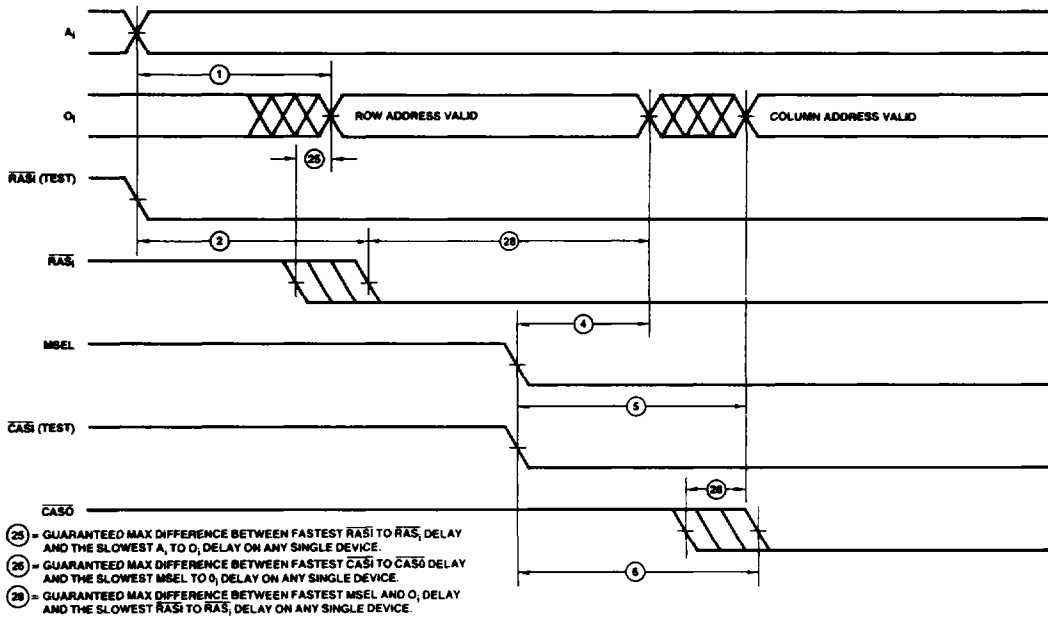 Aᵢ
①
Oᵢ
ROW ADDRESS VALID
COLUMN ADDRESS VALID
㉕
RASI (TEST)
②
㉘
RASᵢ
④
MSEL
⑤
CASI (TEST)
㉖
CASO
⑥
㉕ = GUARANTEED MAX DIFFERENCE BETWEEN FASTEST RASI TO RASᵢ DELAY
AND THE SLOWEST Aᵢ TO Oᵢ DELAY ON ANY SINGLE DEVICE.
㉖ = GUARANTEED MAX DIFFERENCE BETWEEN FASTEST CASI TO CASO DELAY
AND THE SLOWEST MSEL TO Oᵢ DELAY ON ANY SINGLE DEVICE.
㉘ = GUARANTEED MAX DIFFERENCE BETWEEN FASTEST MSEL AND Oᵢ DELAY
AND THE SLOWEST RASI TO RASᵢ DELAY ON ANY SINGLE DEVICE.